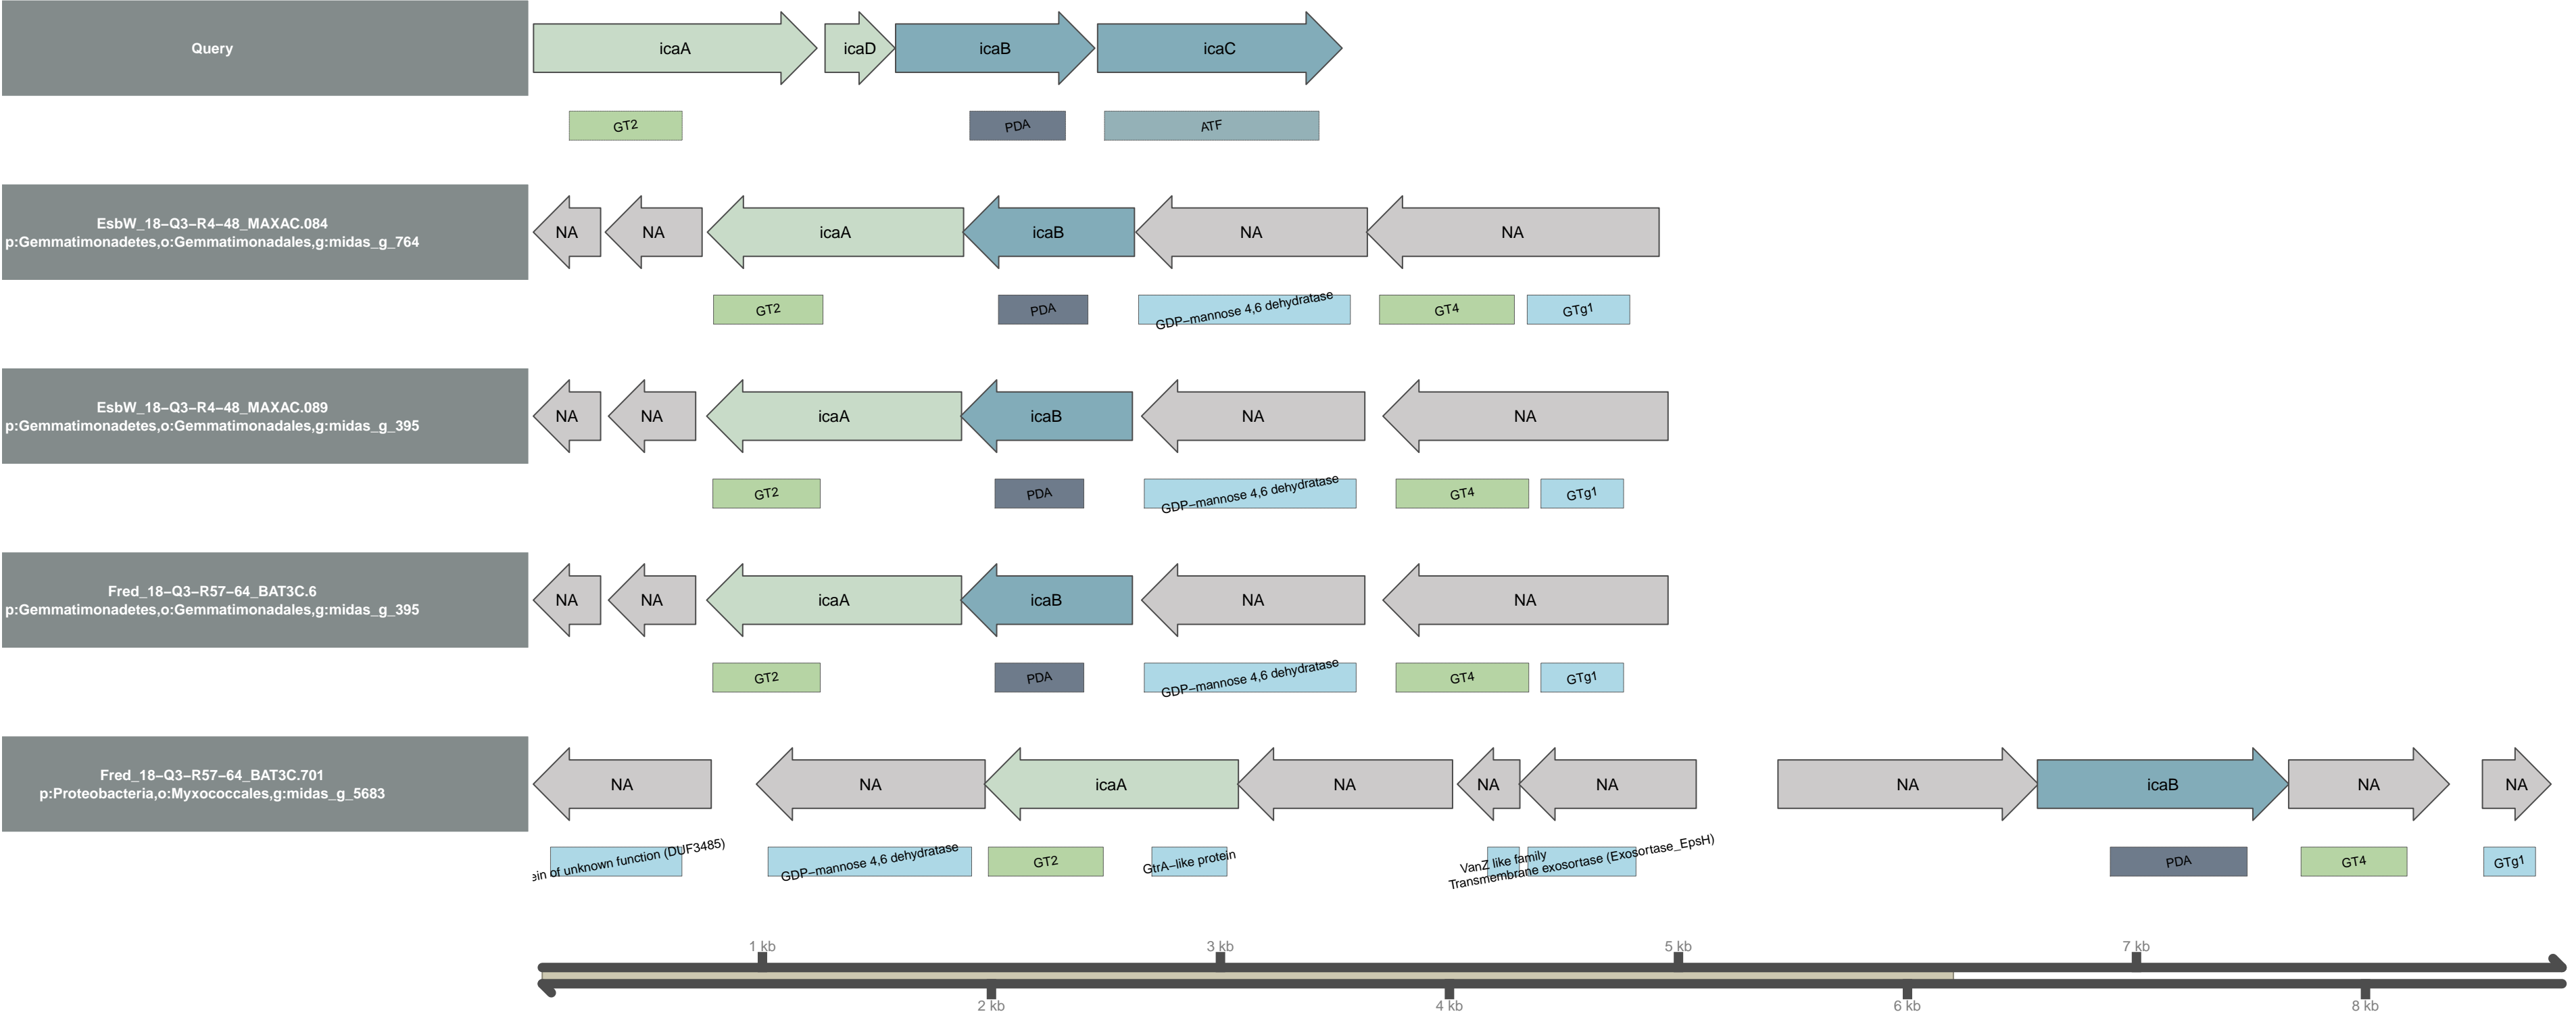 Query
icaA
icaD
icaB
icaC
GT2
PDA
ATF
EsbW_18−Q3−R4−48_MAXAC.084
p:Gemmatimonadetes,o:Gemmatimonadales,g:midas_g_764
NA
NA
icaA
icaB
NA
NA
GT2
PDA
GDP−mannose 4,6 dehydratase
GT4
GTg1
EsbW_18−Q3−R4−48_MAXAC.089
p:Gemmatimonadetes,o:Gemmatimonadales,g:midas_g_395
NA
NA
icaA
icaB
NA
NA
GT2
PDA
GDP−mannose 4,6 dehydratase
GT4
GTg1
Fred_18−Q3−R57−64_BAT3C.6
p:Gemmatimonadetes,o:Gemmatimonadales,g:midas_g_395
NA
NA
icaA
icaB
NA
NA
GT2
PDA
GDP−mannose 4,6 dehydratase
GT4
GTg1
Fred_18−Q3−R57−64_BAT3C.701
p:Proteobacteria,o:Myxococcales,g:midas_g_5683
NA
NA
icaA
NA
NA
NA
NA
icaB
NA
NA
ein of unknown function (DUF3485)
GDP−mannose 4,6 dehydratase
GT2
GtrA−like protein
VanZ like family
Transmembrane exosortase (Exosortase_EpsH)
PDA
GT4
GTg1
1 kb
3 kb
5 kb
7 kb
2 kb
4 kb
6 kb
8 kb